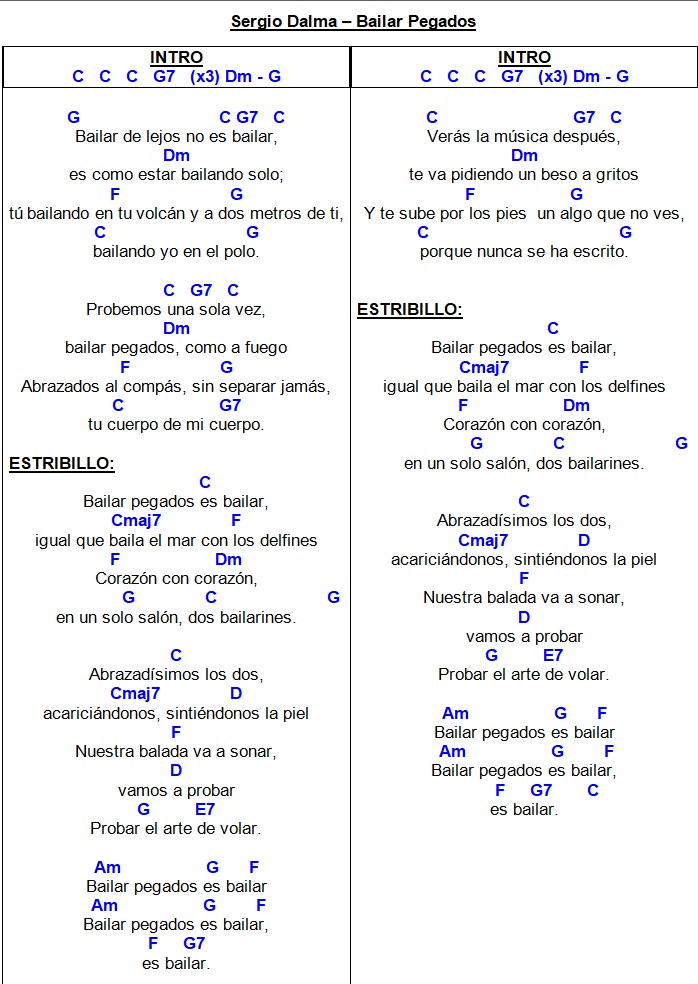 Sergio Dalma – Bailar Pegados
INTRO
C C C G7 (x3) Dm - G
G C G7 C
Bailar de lejos no es bailar,
Dm
es como estar bailando solo;
F G
tú bailando en tu volcán y a dos metros de ti,
C G
bailando yo en el polo.
C G7 C
Probemos una sola vez,
Dm
bailar pegados, como a fuego
F G
Abrazados al compás, sin separar jamás,
C G7
tu cuerpo de mi cuerpo.
ESTRIBILLO:
C
Bailar pegados es bailar,
Cmaj7 F
igual que baila el mar con los delfines
F Dm
Corazón con corazón,
G C G
en un solo salón, dos bailarines.
C
Abrazadísimos los dos,
Cmaj7 D
acariciándonos, sintiéndonos la piel
F
Nuestra balada va a sonar,
D
vamos a probar
G E7
Probar el arte de volar.
Am G F
Bailar pegados es bailar
Am G F
Bailar pegados es bailar,
F G7
es bailar.
INTRO
C C C G7 (x3) Dm - G
C G7 C
Verás la música después,
Dm
te va pidiendo un beso a gritos
F G
Y te sube por los pies un algo que no ves,
C G
porque nunca se ha escrito.
ESTRIBILLO:
C
Bailar pegados es bailar,
Cmaj7 F
igual que baila el mar con los delfines
F Dm
Corazón con corazón,
G C G
en un solo salón, dos bailarines.
C
Abrazadísimos los dos,
Cmaj7 D
acariciándonos, sintiéndonos la piel
F
Nuestra balada va a sonar,
D
vamos a probar
G E7
Probar el arte de volar.
Am G F
Bailar pegados es bailar
Am G F
Bailar pegados es bailar,
F G7 C
es bailar.